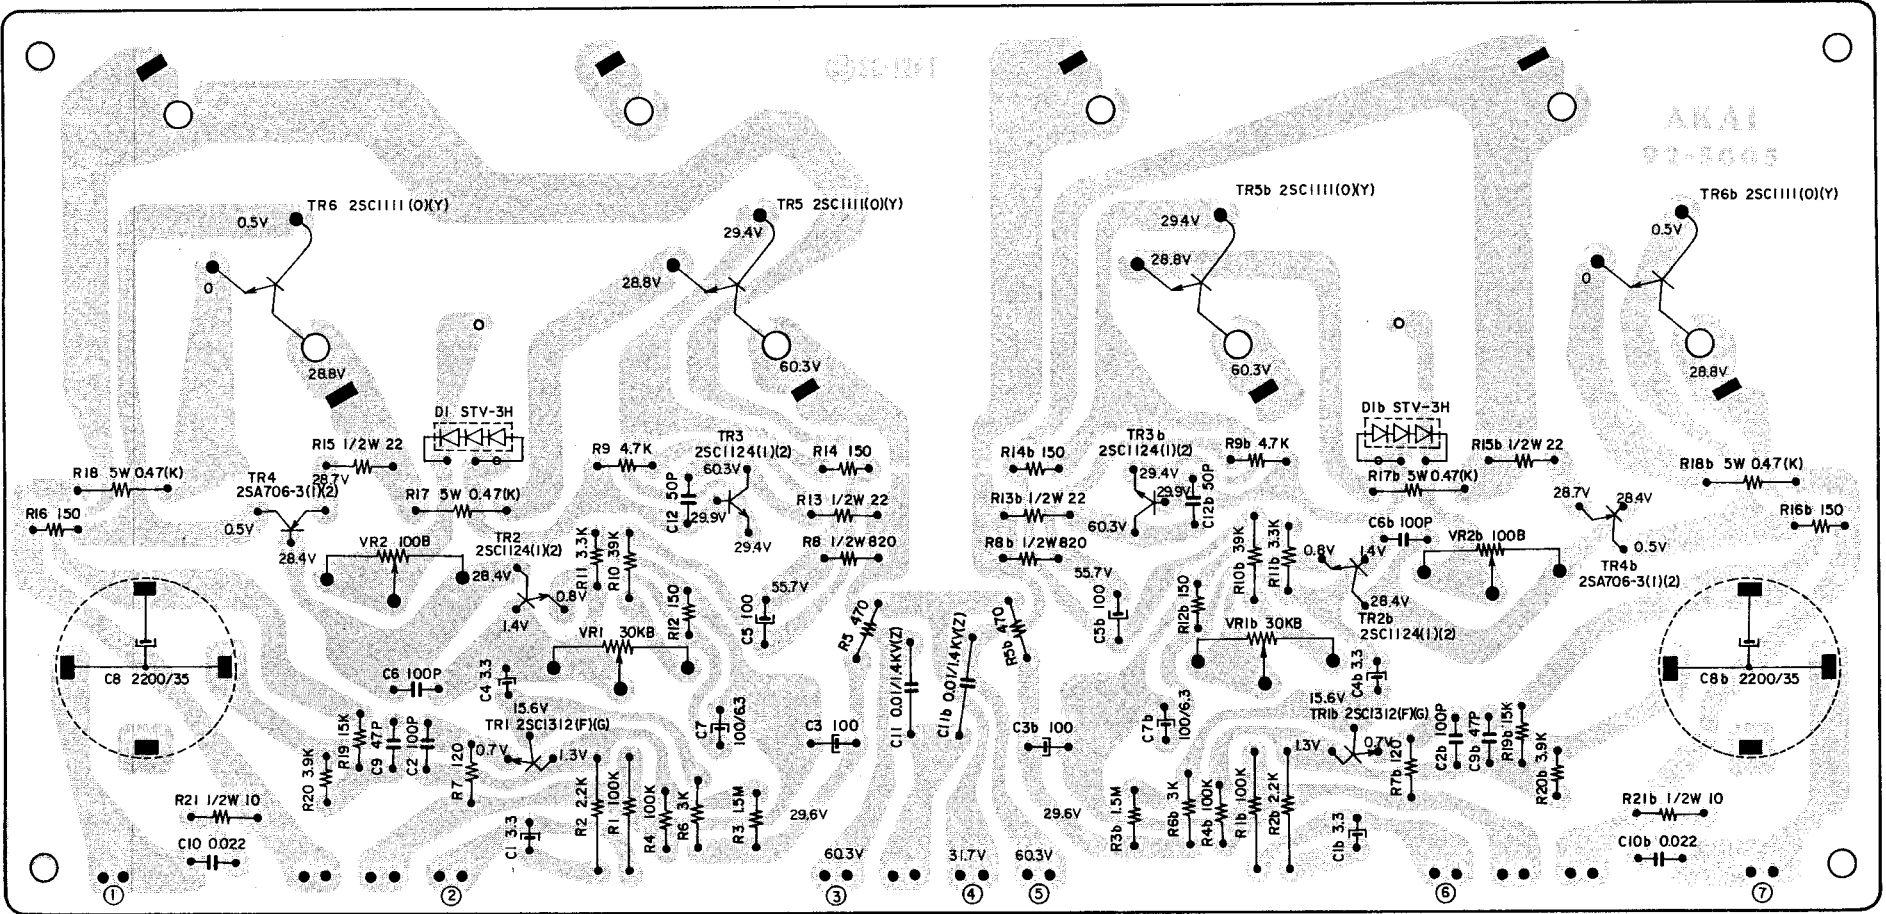 AKAI
92-5005
TR6 2SC1111(O)(Y)
0.5V
0
28.8V
TR5 2SC1111(O)(Y)
29.4V
28.8V
60.3V
TR5b 2SC1111(O)(Y)
29.4V
28.8V
60.3V
TR6b 2SC1111(O)(Y)
0.5V
0
28.8V
D1 STV-3H
R15 1/2W 22
R18 5W 0.47(K)
R16 150
TR4
2SA706-3(1)(2)
28.7V
0.5V
28.4V
R17 5W 0.47(K)
VR2 100B
TR2
2SC1124(1)(2)
28.4V
0.8V
1.4V
R9 4.7K
R11 3.3K
R10 39K
C12 50P
TR3
2SC1124(1)(2)
60.3V
29.9V
29.4V
R14 150
R13 1/2W 22
R8 1/2W 820
R12 150
C5 100
55.7V
R5 470
VR1 30KB
C8 2200/35
C6 100P
C4 3.3
15.6V
TR1 2SC1312(F)(G)
0.7V
1.3V
R20 3.9K
R19 15K
C9 47P
C2 100P
R7 120
R21 1/2W 10
C10 0.022
C1 3.3
R2 2.2K
R1 100K
R4 100K
R6 3K
R3 1.5M
C7 100/6.3
C3 100
29.6V
60.3V
C11 0.01/1.4KV(Z)
C11b 0.01/1.4KV(Z)
31.7V
60.3V
R14b 150
R13b 1/2W 22
R8b 1/2W 820
55.7V
R5b 470
C5b 100
TR3b
2SC1124(1)(2)
29.4V
29.9V
60.3V
C12b 50P
R9b 4.7K
R10b 39K
R11b 3.3K
R12b 150
VR1b 30KB
D1b STV-3H
R15b 1/2W 22
R17b 5W 0.47(K)
C6b 100P
VR2b 100B
0.8V
1.4V
28.4V
TR2b
2SC1124(1)(2)
28.7V
28.4V
0.5V
TR4b
2SA706-3(1)(2)
R18b 5W 0.47(K)
R16b 150
C8b 2200/35
C4b 3.3
15.6V
TR1b 2SC1312(F)(G)
1.3V
0.7V
C3b 100
C7b 100/6.3
29.6V
R3b 1.5M
R6b 3K
R4b 100K
R1b 100K
R2b 2.2K
C1b 3.3
R7b 120
C2b 100P
C9b 47P
R19b 15K
R20b 3.9K
R21b 1/2W 10
C10b 0.022
1
2
3
4
5
6
7